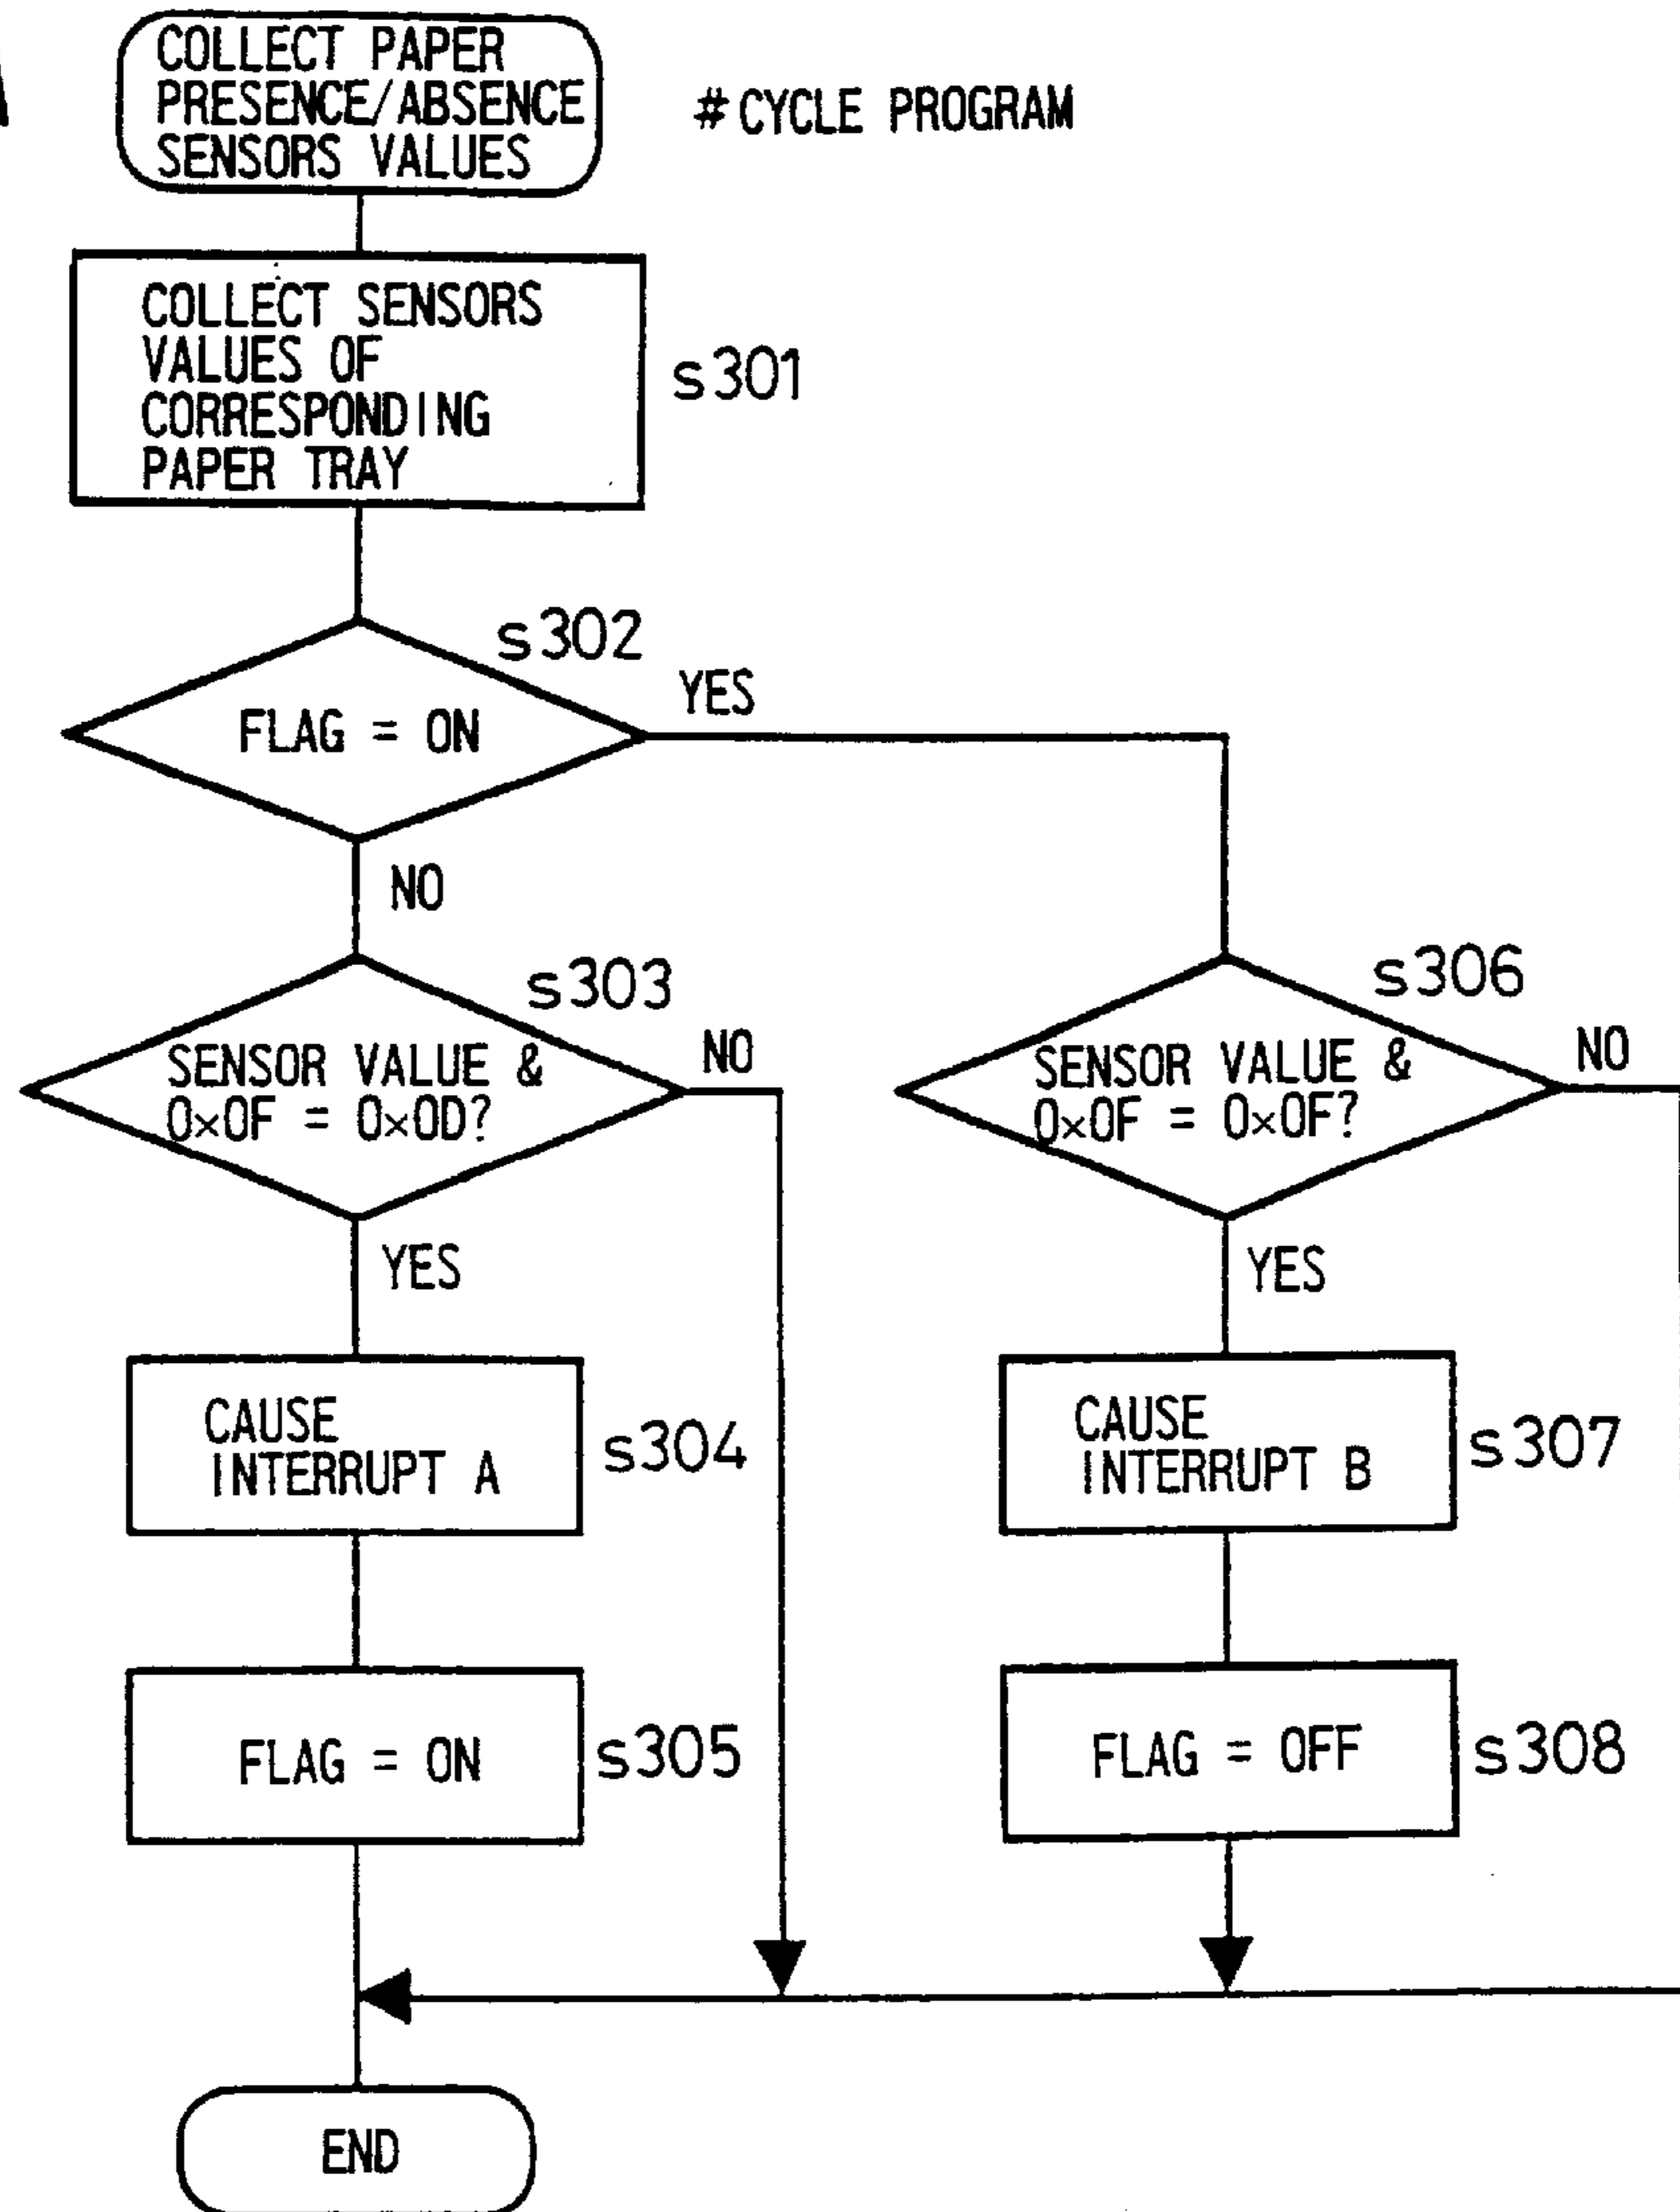 COLLECT PAPER
PRESENCE/ABSENCE
SENSORS VALUES
# CYCLE PROGRAM
COLLECT SENSORS
VALUES OF
CORRESPONDING
PAPER TRAY
s301
s302
FLAG = ON
YES
NO
s303
SENSOR VALUE &
0×0F = 0×0D?
NO
YES
s306
SENSOR VALUE &
0×0F = 0×0F?
NO
YES
CAUSE
INTERRUPT A
s304
CAUSE
INTERRUPT B
s307
FLAG = ON
s305
FLAG = OFF
s308
END